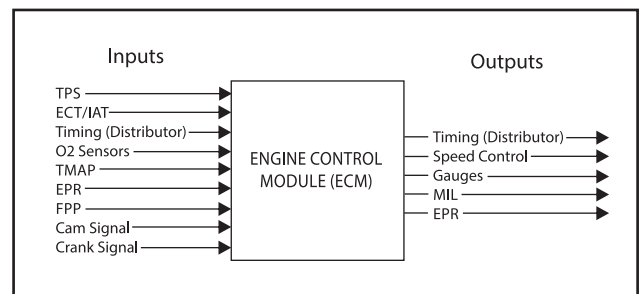 Inputs
TPS
ECT/IAT
Timing (Distributor)
O2 Sensors
TMAP
EPR
FPP
Cam Signal
Crank Signal
ENGINE CONTROL
MODULE (ECM)
Outputs
Timing (Distributor)
Speed Control
Gauges
MIL
EPR